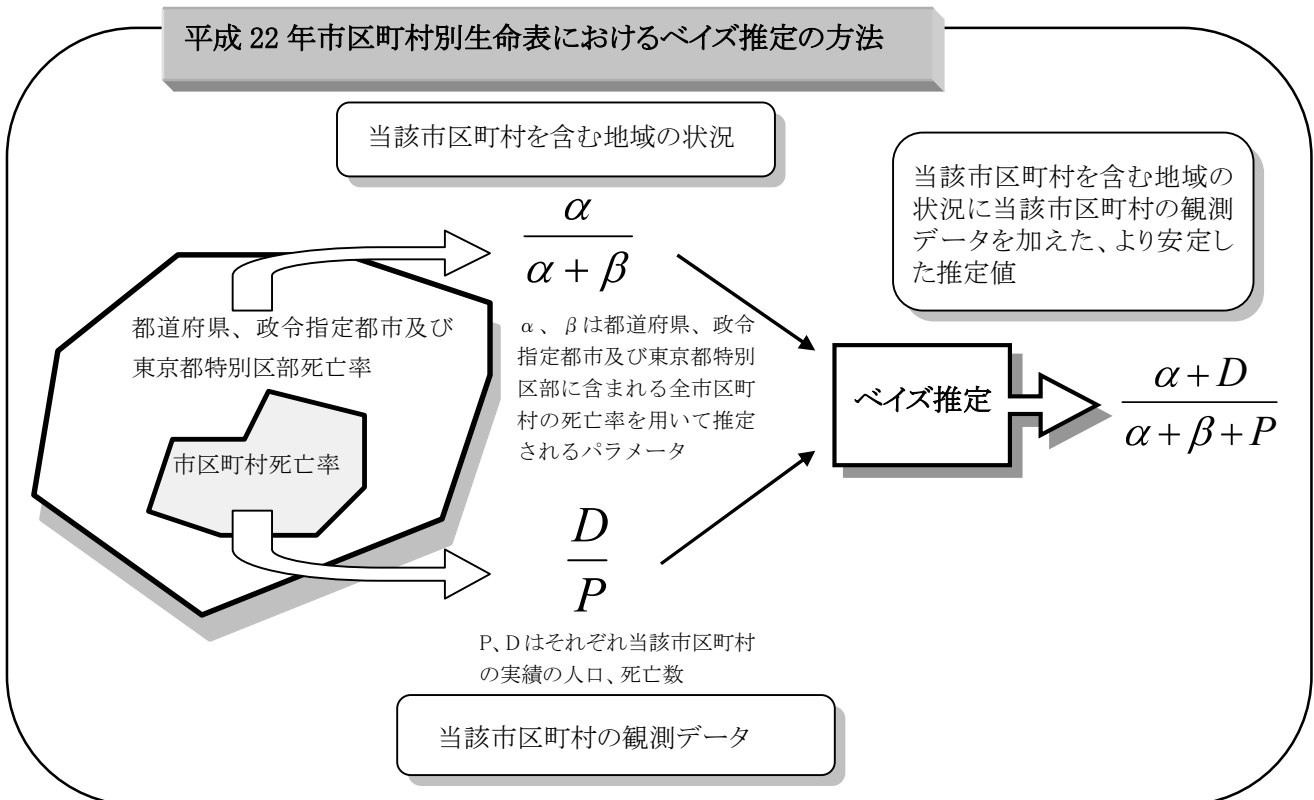 平成 22 年市区町村別生命表におけるベイズ推定の方法
当該市区町村を含む地域の状況
当該市区町村を含む地域の
状況に当該市区町村の観測
データを加えた、より安定し
た推定値
α
α + β
都道府県、政令指定都市及び
東京都特別区部死亡率
α、βは都道府県、政令
指定都市及び東京都特別
区部に含まれる全市区町
村の死亡率を用いて推定
されるパラメータ
市区町村死亡率
ベイズ推定
α + D
α + β + P
D
P
P、D はそれぞれ当該市区町村
の実績の人口、死亡数
当該市区町村の観測データ